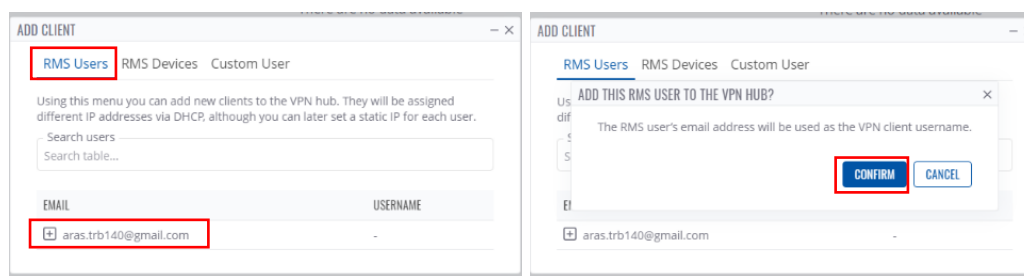 There are no data available
ADD CLIENT
RMS Users RMS Devices Custom User
Using this menu you can add new clients to the VPN hub. They will be assigned
different IP addresses via DHCP, although you can later set a static IP for each user.
Search users
Search table...
EMAIL USERNAME
aras.trb140@gmail.com -
There are no data available
ADD CLIENT
RMS Users RMS Devices Custom User
ADD THIS RMS USER TO THE VPN HUB?
The RMS user's email address will be used as the VPN client username.
CONFIRM CANCEL
aras.trb140@gmail.com -